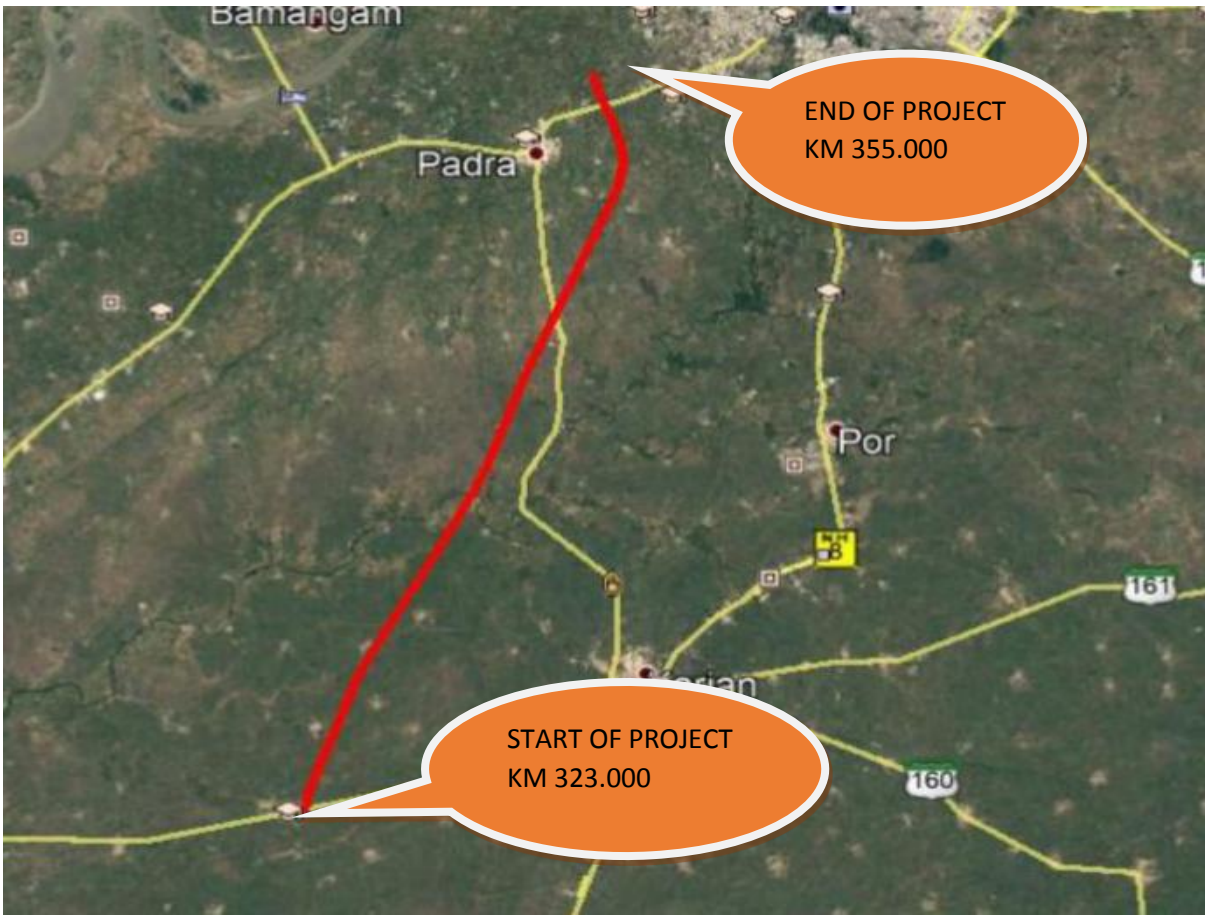 Bamangam
END OF PROJECT
KM 355.000
Padra
Por
161
START OF PROJECT
KM 323.000
160